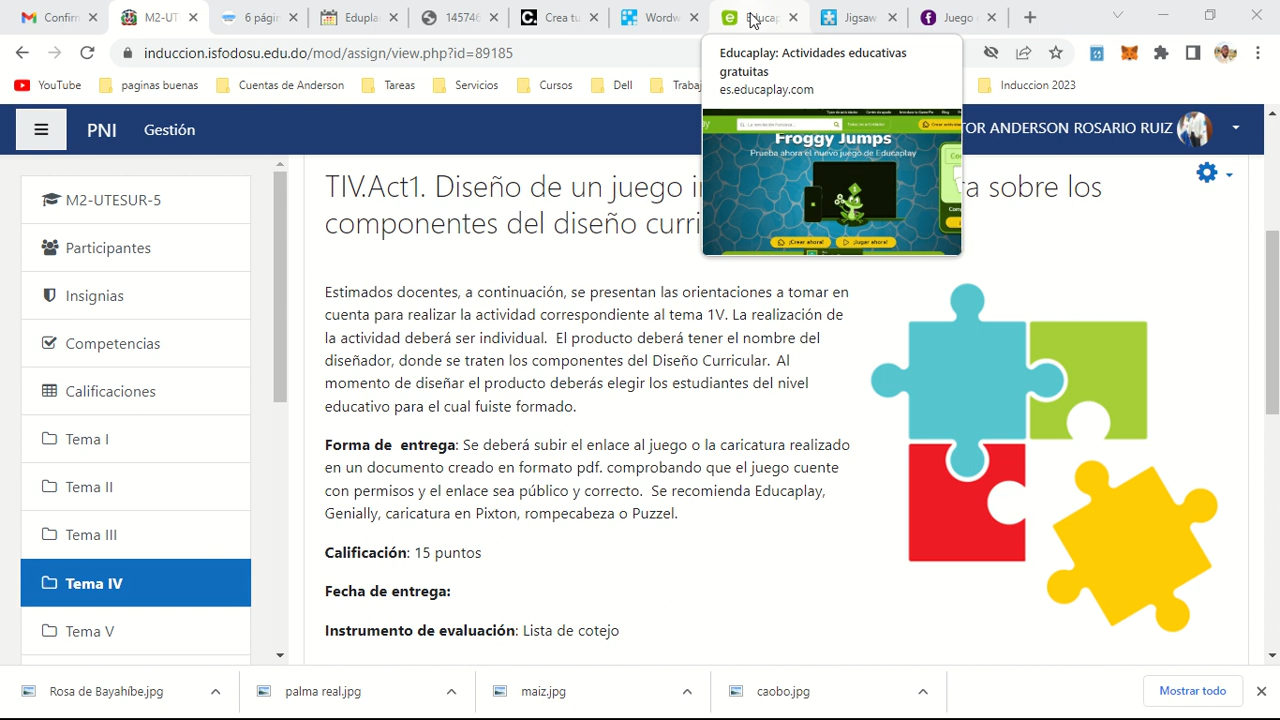 Confirm
M2-UT
6 págin
Eduplan
145746
Crea tu
Wordw
Educap
Jigsaw
Juego
induccion.isfodosu.edu.do/mod/assign/view.php?id=89185
YouTube
paginas buenas
Cuentas de Anderson
Tareas
Servicios
Cursos
Dell
Trabaj
Induccion 2023
Educaplay: Actividades educativas
gratuitas
es.educaplay.com
Froggy Jumps
Prueba ahora el nuevo juego de Educaplay
¡Crear ahora!
¡Jugar ahora!
PNI
Gestión
TOR ANDERSON ROSARIO RUIZ
M2-UTESUR-5
Participantes
Insignias
Competencias
Calificaciones
Tema I
Tema II
Tema III
Tema IV
Tema V
TIV.Act1. Diseño de un juego in a sobre los
componentes del diseño curri
Estimados docentes, a continuación, se presentan las orientaciones a tomar en
cuenta para realizar la actividad correspondiente al tema 1V. La realización de
la actividad deberá ser individual. El producto deberá tener el nombre del
diseñador, donde se traten los componentes del Diseño Curricular. Al
momento de diseñar el producto deberás elegir los estudiantes del nivel
educativo para el cual fuiste formado.
Forma de entrega: Se deberá subir el enlace al juego o la caricatura realizado
en un documento creado en formato pdf. comprobando que el juego cuente
con permisos y el enlace sea público y correcto. Se recomienda Educaplay,
Genially, caricatura en Pixton, rompecabeza o Puzzel.
Calificación: 15 puntos
Fecha de entrega:
Instrumento de evaluación: Lista de cotejo
Rosa de Bayahíbe.jpg
palma real.jpg
maiz.jpg
caobo.jpg
Mostrar todo